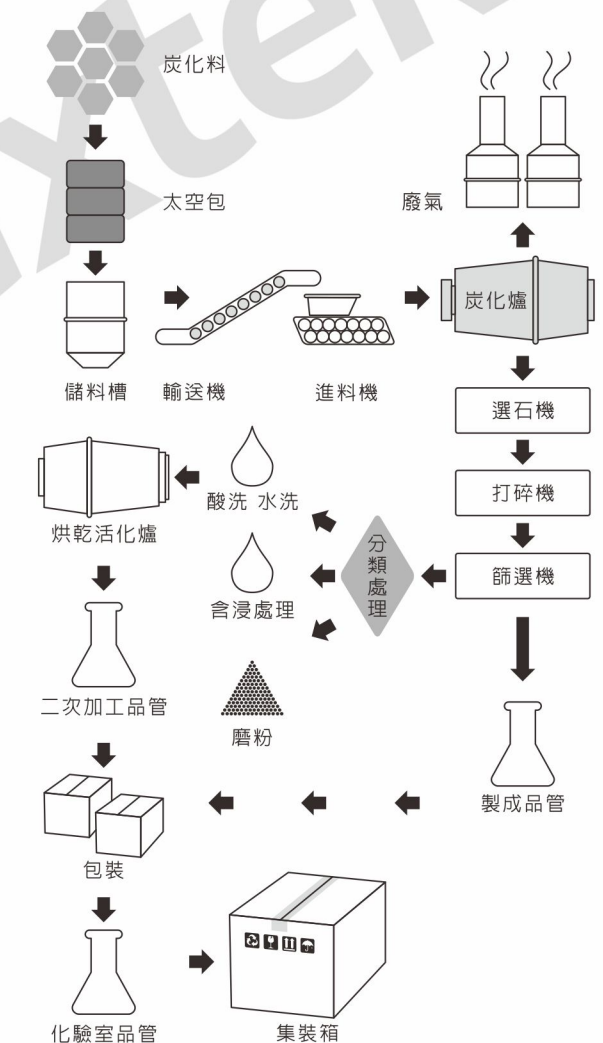 炭化料
太空包
廢氣
炭化爐
儲料槽
輸送機
進料機
選石機
打碎機
篩選機
分類處理
酸洗 水洗
含浸處理
磨粉
烘乾活化爐
二次加工品管
製成品管
包裝
化驗室品管
集裝箱